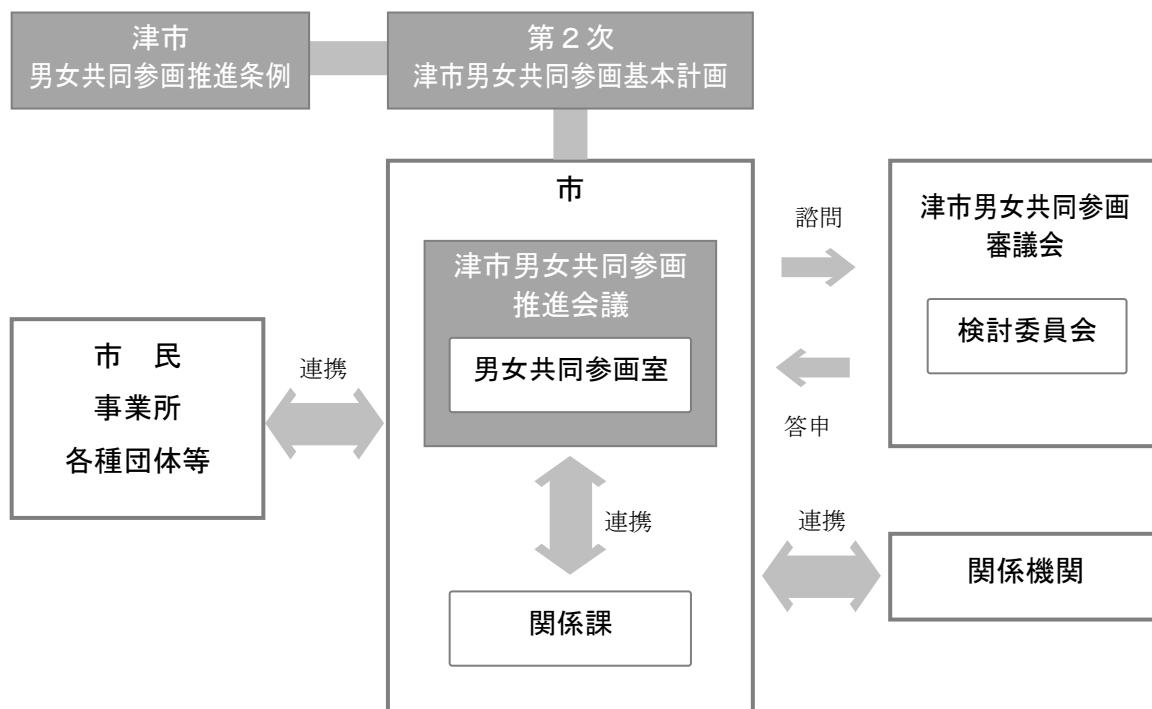 津市
男女共同参画推進条例
第２次
津市男女共同参画基本計画
市
津市男女共同参画
推進会議
男女共同参画室
連携
関係課
市　民
事業所
各種団体等
連携
諮問
答申
津市男女共同参画
審議会
検討委員会
連携
関係機関